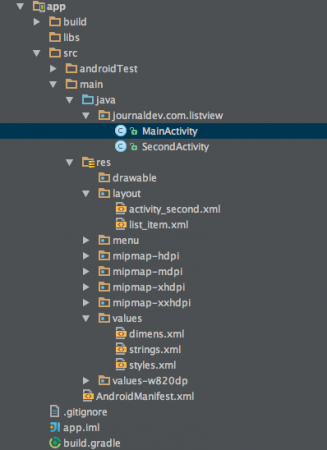 app
build
libs
src
androidTest
main
java
journaldev.com.listview
MainActivity
SecondActivity
res
drawable
layout
activity_second.xml
list_item.xml
menu
mipmap-hdpi
mipmap-mdpi
mipmap-xhdpi
mipmap-xxhdpi
values
dimens.xml
strings.xml
styles.xml
values-w820dp
AndroidManifest.xml
.gitignore
app.iml
build.gradle